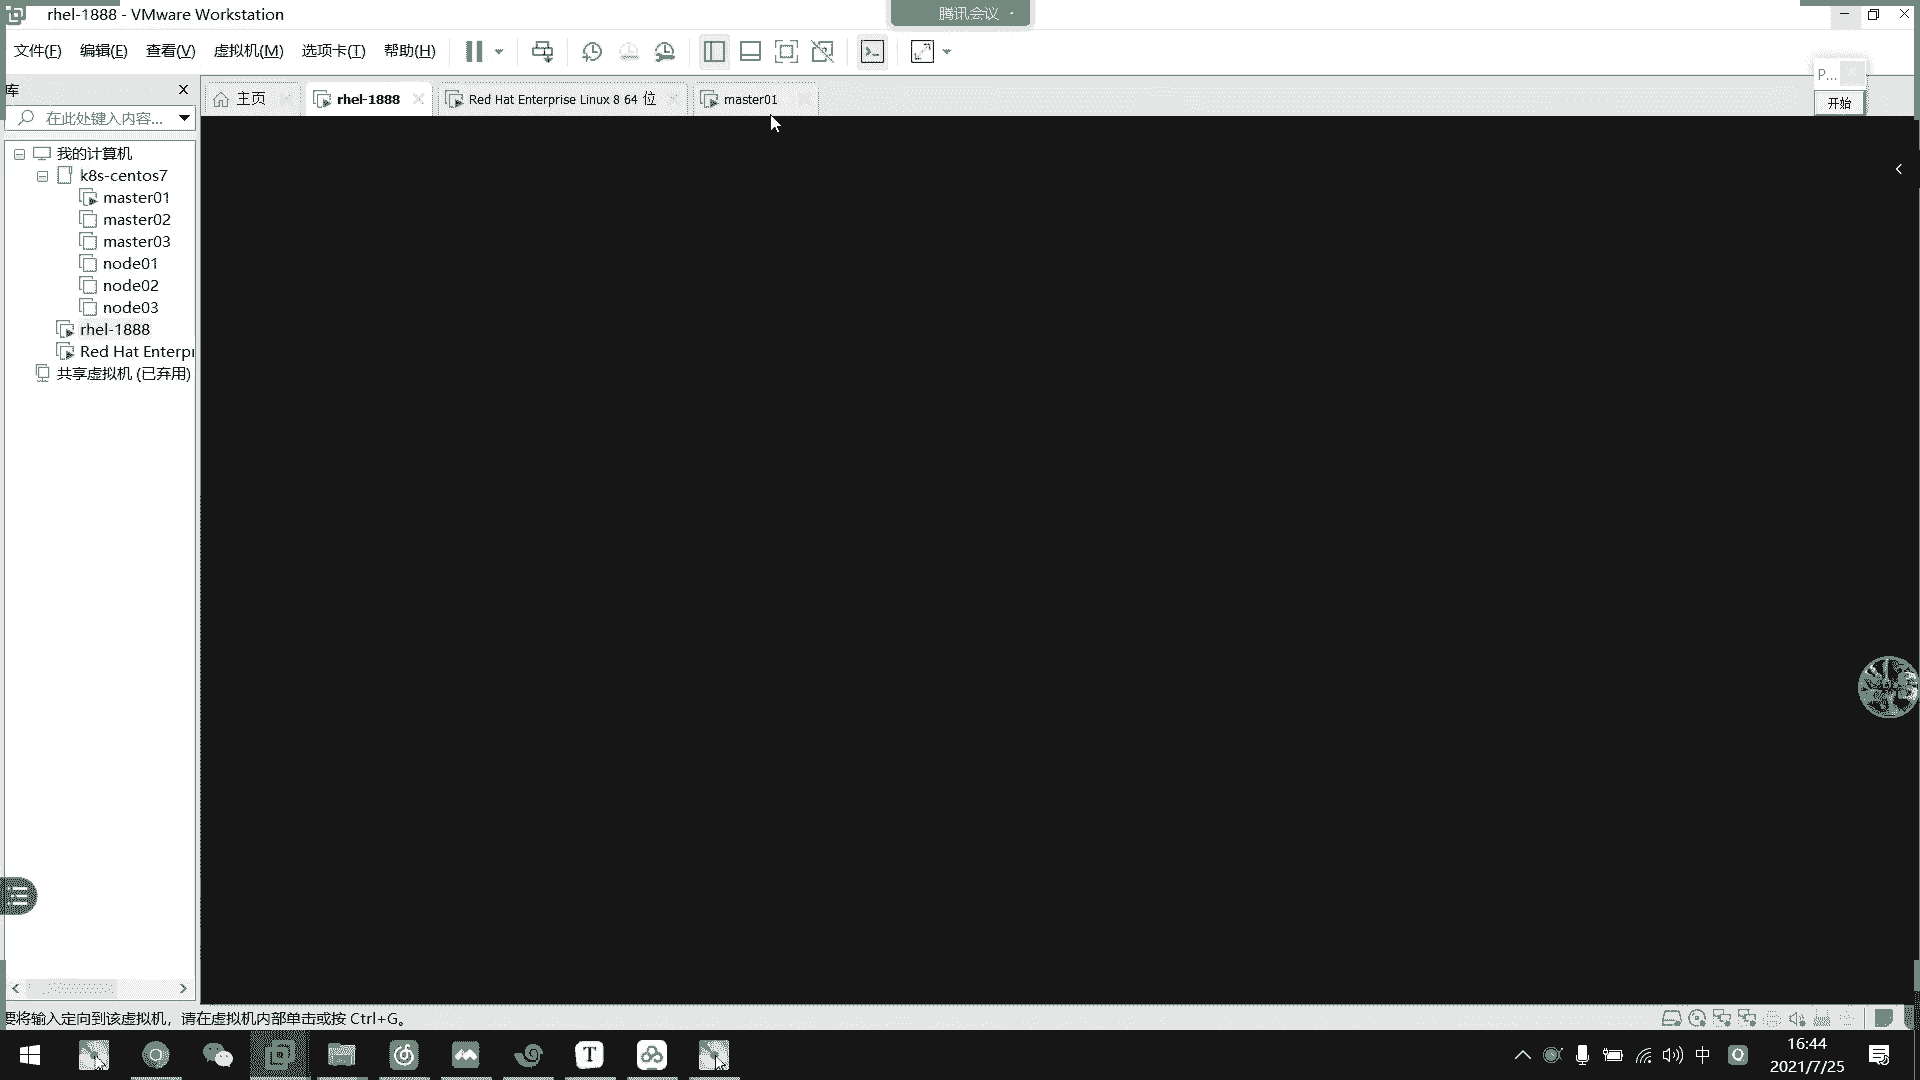 rhel-1888 - VMware Workstation
腾讯会议
文件(F) 编辑(E) 查看(V) 虚拟机(M) 选项卡(T) 帮助(H)
P...
开始
库
主页
rhel-1888
Red Hat Enterprise Linux 8 64 位
master01
在此处键入内容...
我的计算机
k8s-centos7
master01
master02
master03
node01
node02
node03
rhel-1888
Red Hat Enterpr
共享虚拟机 (已弃用)
要将输入定向到该虚拟机，请在虚拟机内部单击或按 Ctrl+G。
T
中
16:44
2021/7/25